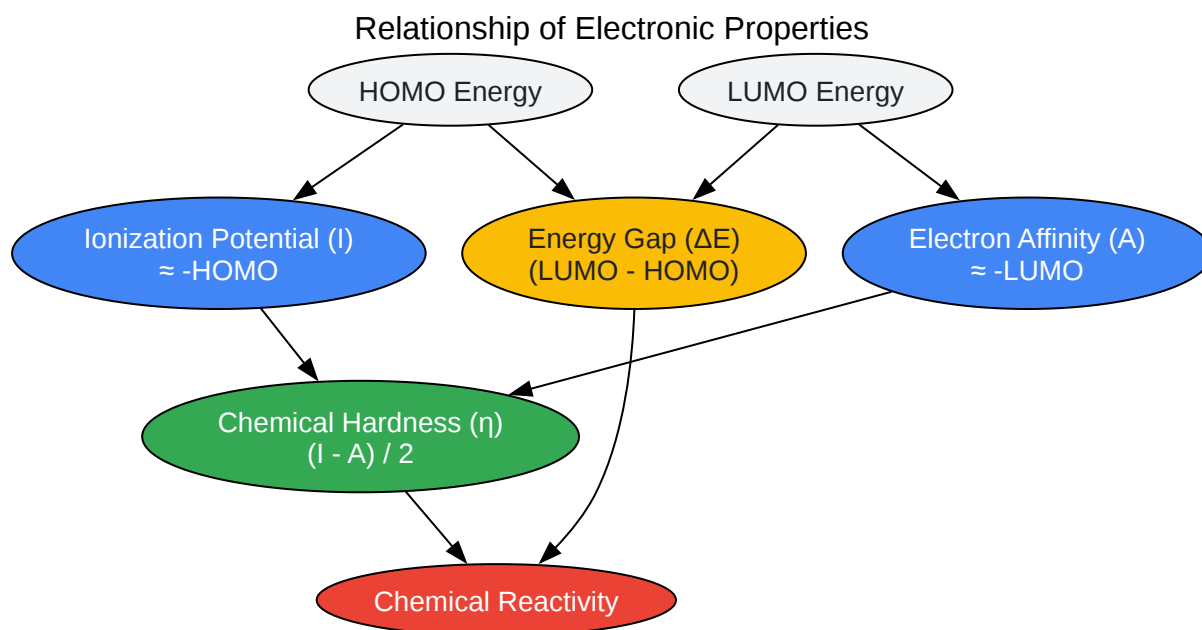 Relationship of Electronic Properties
HOMO Energy
LUMO Energy
Ionization Potential (I)
≈ -HOMO
Energy Gap (ΔE)
(LUMO - HOMO)
Electron Affinity (A)
≈ -LUMO
Chemical Hardness (η)
(I - A) / 2
Chemical Reactivity